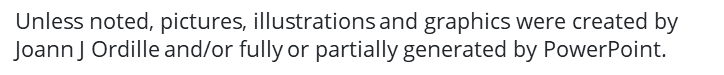 Unless noted, pictures, illustrations and graphics were created by
Joann J Ordille and/or fully or partially generated by PowerPoint.